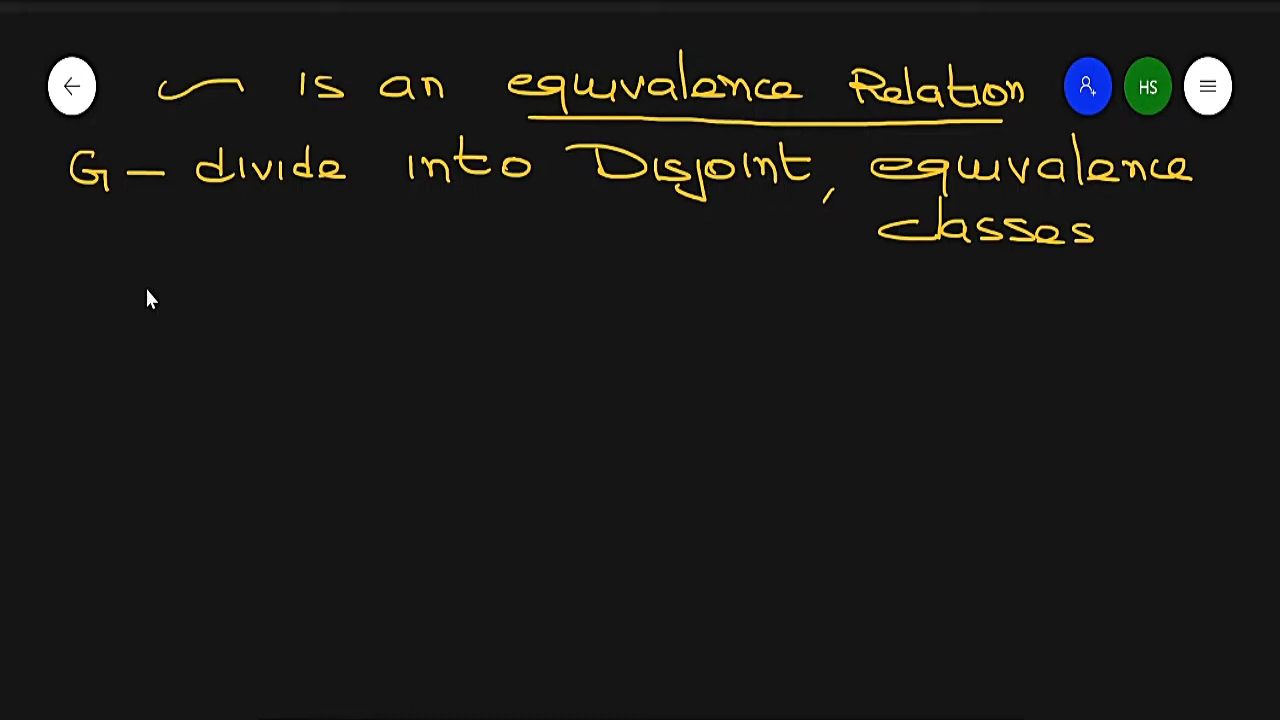 ~ is an equivalence Relation
HS
G - divide into Disjoint, equivalence
classes